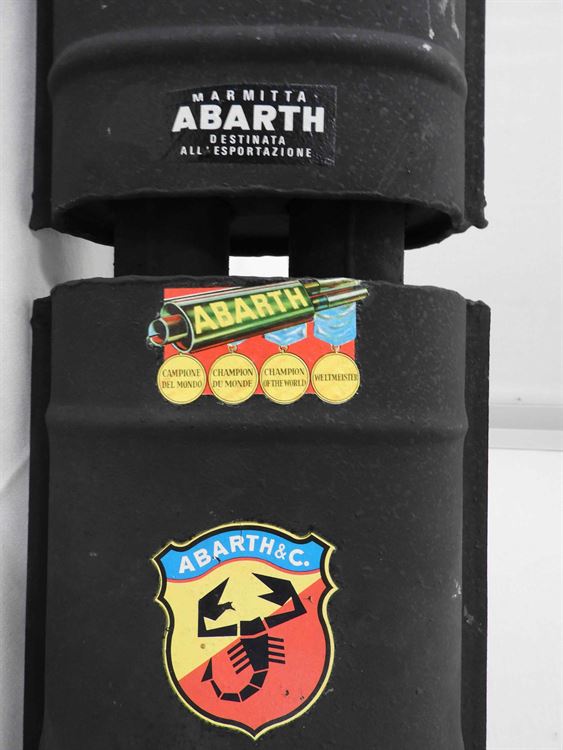 MARMITTA
ABARTH
DESTINATA
ALL'ESPORTAZIONE
ABARTH
CAMPIONE
DEL MONDO
CHAMPION
DU MONDE
CHAMPION
OF THE WORLD
WELTMEISTER
ABARTH & C.